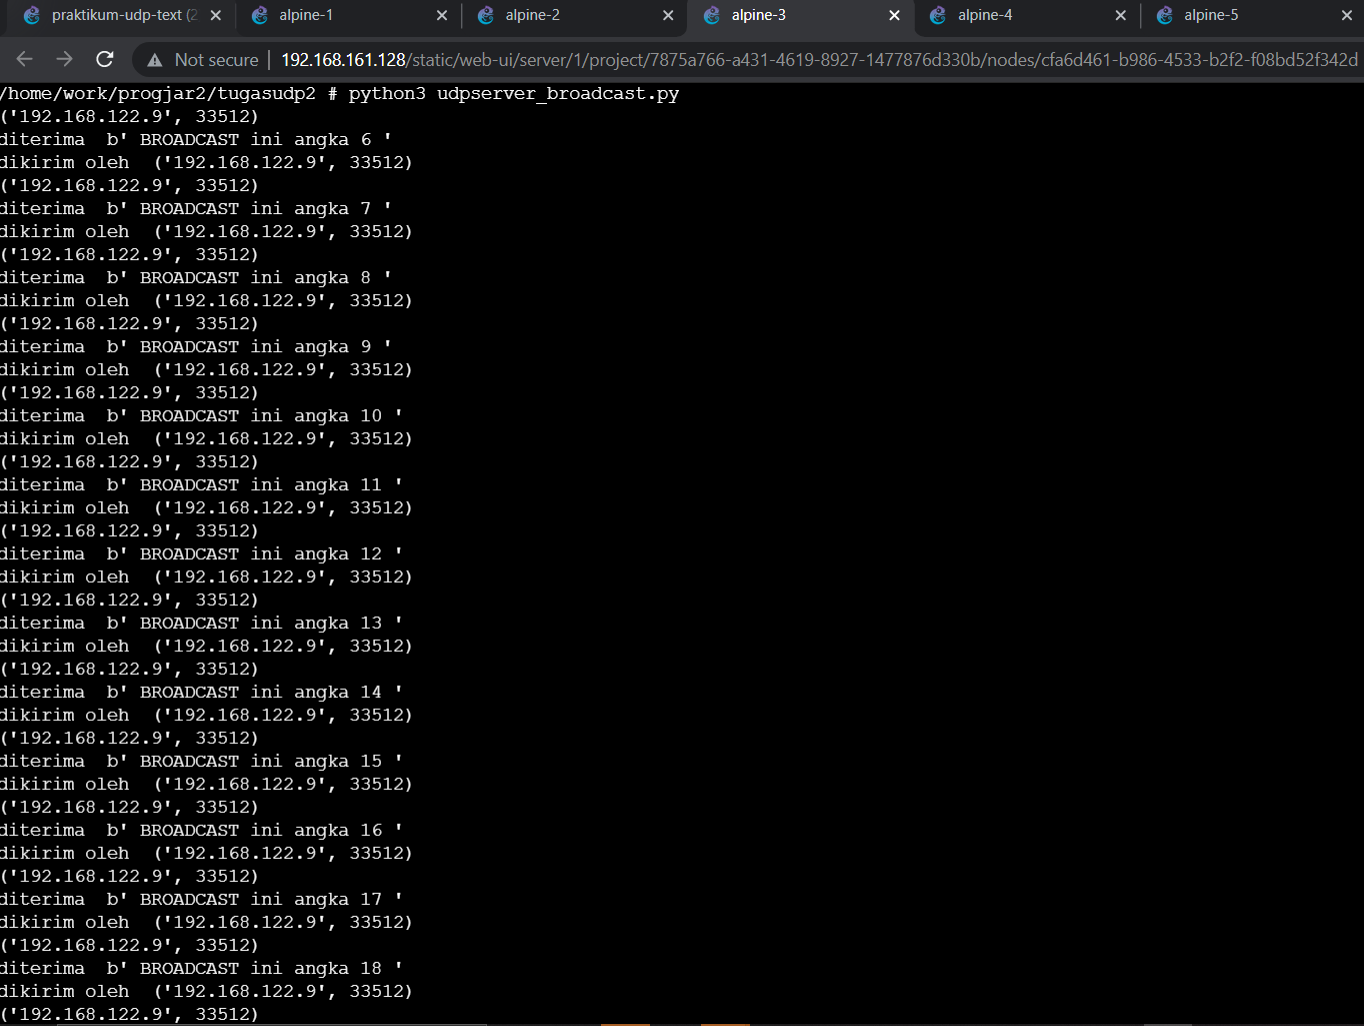 praktikum-udp-text (2
alpine-1
alpine-2
alpine-3
alpine-4
alpine-5
Not secure | 192.168.161.128/static/web-ui/server/1/project/7875a766-a431-4619-8927-1477876d330b/nodes/cfa6d461-b986-4533-b2f2-f08bd52f342d
/home/work/progjar2/tugasudp2 # python3 udpserver_broadcast.py
('192.168.122.9', 33512)
diterima  b' BROADCAST ini angka 6 '
dikirim oleh  ('192.168.122.9', 33512)
('192.168.122.9', 33512)
diterima  b' BROADCAST ini angka 7 '
dikirim oleh  ('192.168.122.9', 33512)
('192.168.122.9', 33512)
diterima  b' BROADCAST ini angka 8 '
dikirim oleh  ('192.168.122.9', 33512)
('192.168.122.9', 33512)
diterima  b' BROADCAST ini angka 9 '
dikirim oleh  ('192.168.122.9', 33512)
('192.168.122.9', 33512)
diterima  b' BROADCAST ini angka 10 '
dikirim oleh  ('192.168.122.9', 33512)
('192.168.122.9', 33512)
diterima  b' BROADCAST ini angka 11 '
dikirim oleh  ('192.168.122.9', 33512)
('192.168.122.9', 33512)
diterima  b' BROADCAST ini angka 12 '
dikirim oleh  ('192.168.122.9', 33512)
('192.168.122.9', 33512)
diterima  b' BROADCAST ini angka 13 '
dikirim oleh  ('192.168.122.9', 33512)
('192.168.122.9', 33512)
diterima  b' BROADCAST ini angka 14 '
dikirim oleh  ('192.168.122.9', 33512)
('192.168.122.9', 33512)
diterima  b' BROADCAST ini angka 15 '
dikirim oleh  ('192.168.122.9', 33512)
('192.168.122.9', 33512)
diterima  b' BROADCAST ini angka 16 '
dikirim oleh  ('192.168.122.9', 33512)
('192.168.122.9', 33512)
diterima  b' BROADCAST ini angka 17 '
dikirim oleh  ('192.168.122.9', 33512)
('192.168.122.9', 33512)
diterima  b' BROADCAST ini angka 18 '
dikirim oleh  ('192.168.122.9', 33512)
('192.168.122.9', 33512)